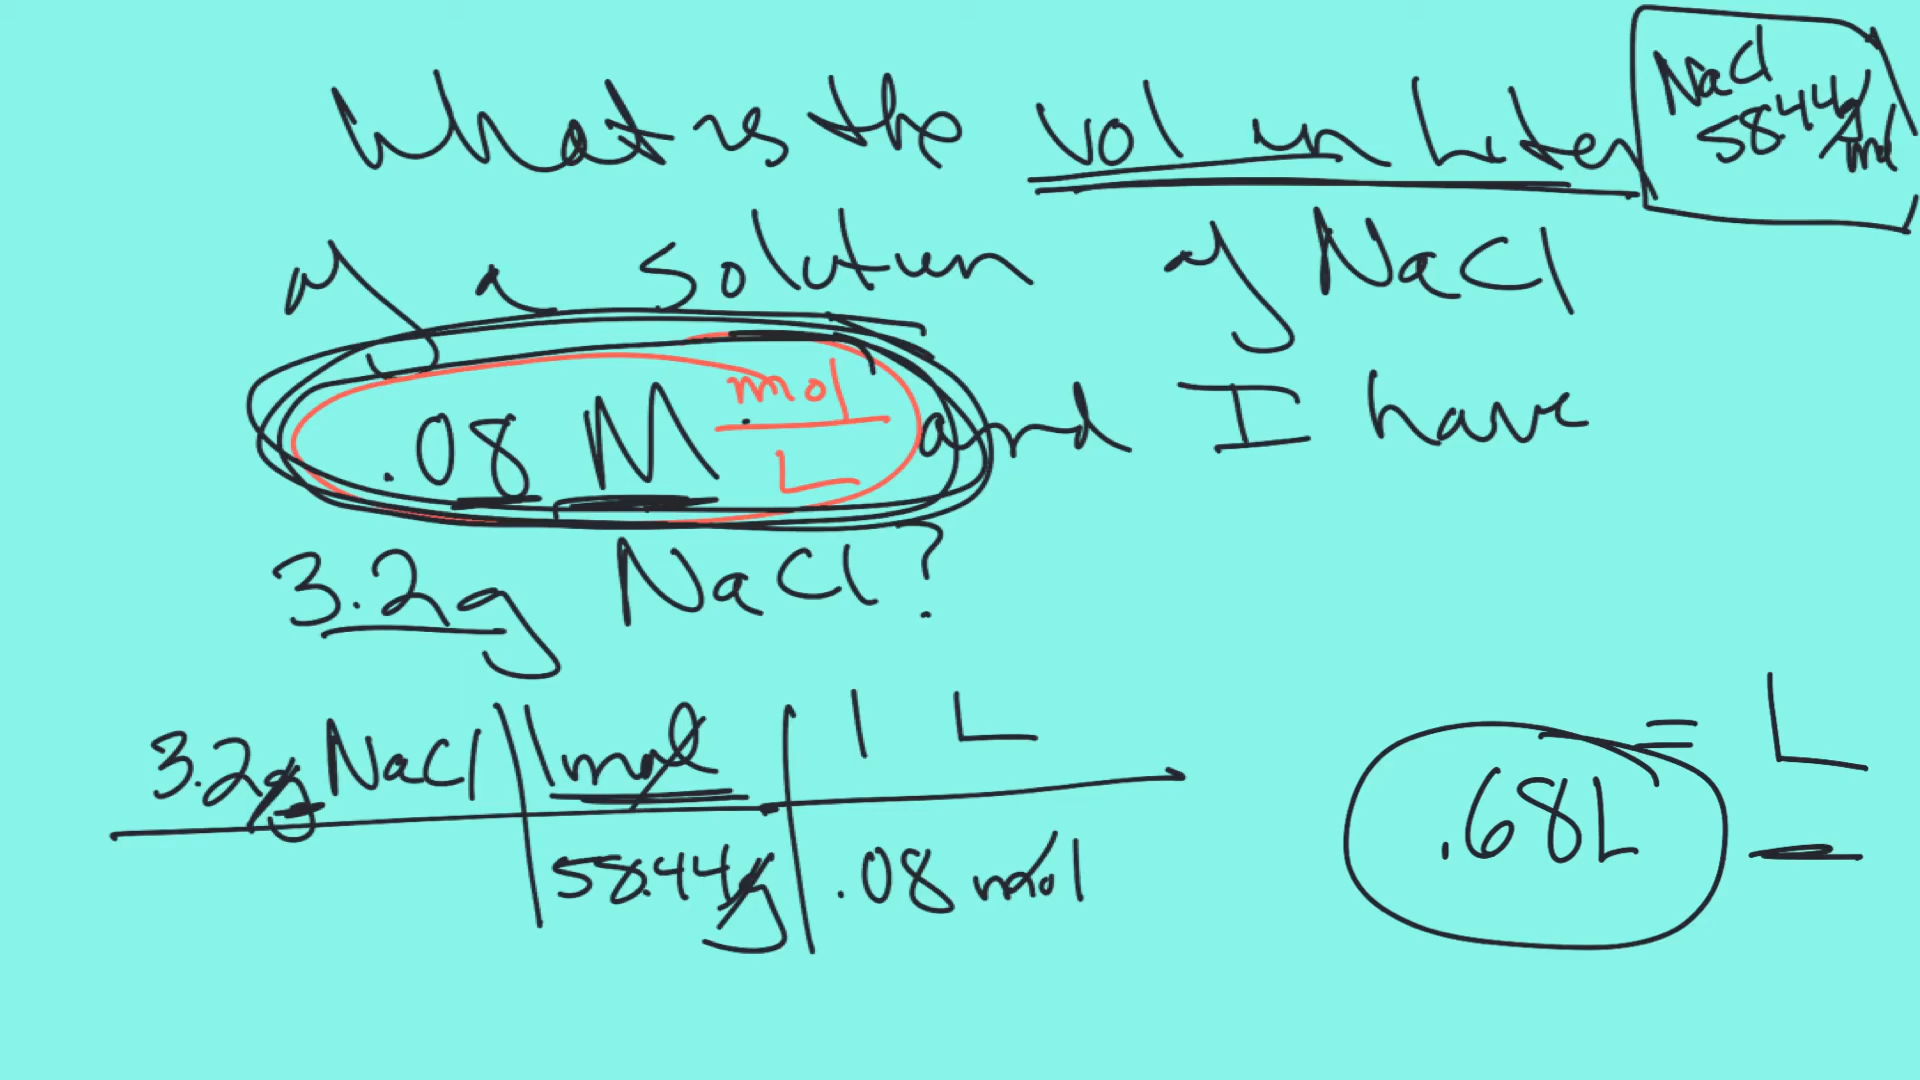 What is the vol in Liter
of a solution of NaCl
.08 M mol/L and I have
3.2g NaCl?
NaCl
58.44g/mol
3.2g NaCl | 1 mol | 1 L
58.44g | .08 mol
= L
.68L